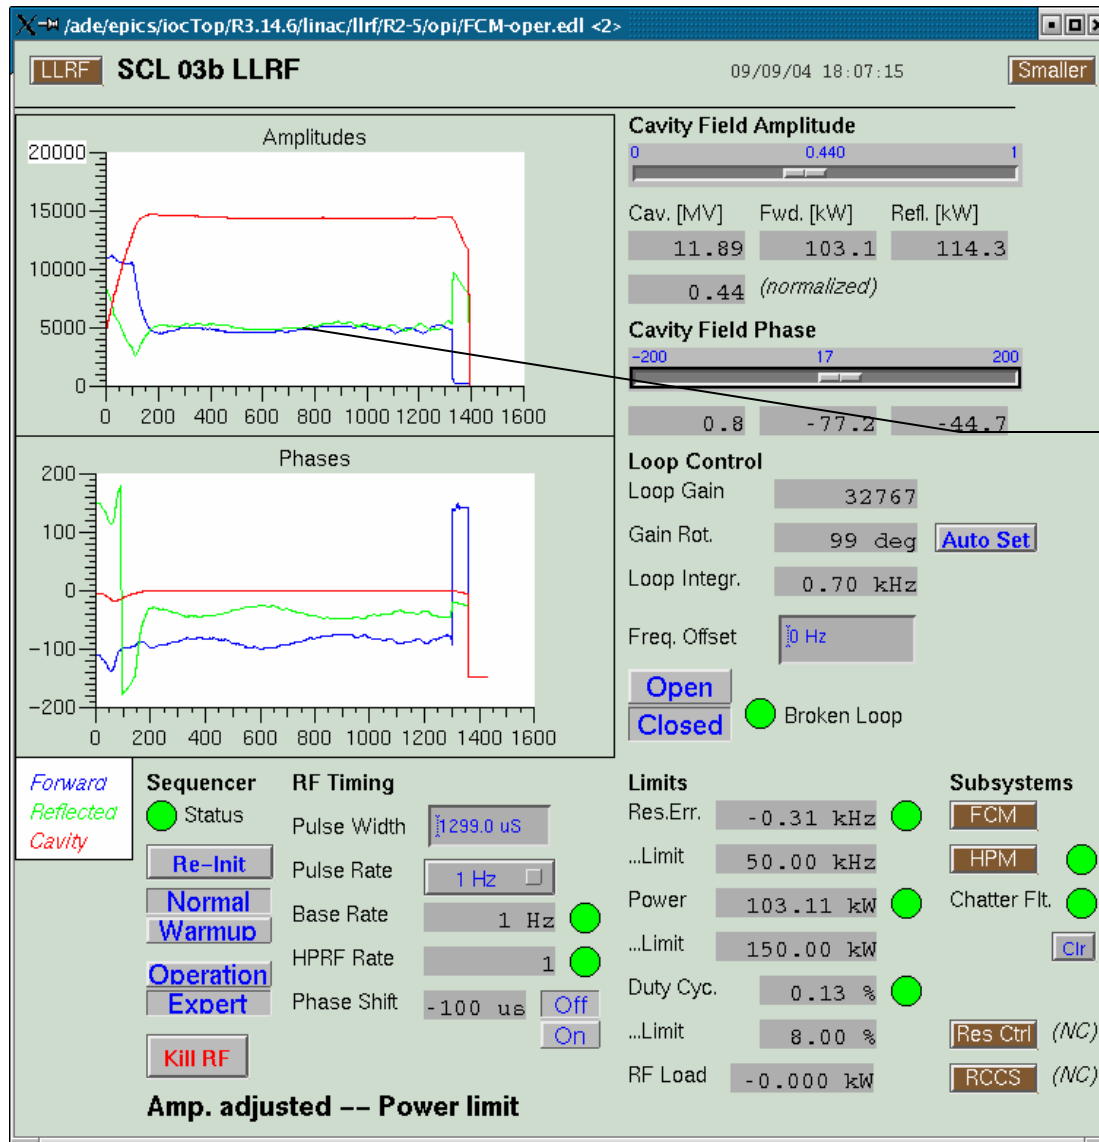 /ade/epics/iocTop/R3.14.6/linac/llrf/R2-5/opi/FCM-oper.edl <2>
LLRF SCL 03b LLRF 09/09/04 18:07:15 Smaller
Amplitudes
20000
15000
10000
5000
0
0 200 400 600 800 1000 1200 1400 1600
Phases
200
100
0
-100
-200
0 200 400 600 800 1000 1200 1400 1600
Cavity Field Amplitude
0 0.440 1
Cav. [MV] Fwd. [kW] Refl. [kW]
11.89 103.1 114.3
0.44 (normalized)
Cavity Field Phase
-200 17 200
0.8 -77.2 -44.7
Loop Control
Loop Gain 32767
Gain Rot. 99 deg Auto Set
Loop Integr. 0.70 kHz
Freq. Offset 0 Hz
Open
Closed Broken Loop
Forward
Reflected
Cavity
Sequencer
Status
Re-Init
Normal
Warmup
Operation
Expert
Kill RF
RF Timing
Pulse Width 1299.0 uS
Pulse Rate 1 Hz
Base Rate 1 Hz
HPRF Rate 1
Phase Shift -100 us Off
On
Limits
Res.Err. -0.31 kHz
...Limit 50.00 kHz
Power 103.11 kW
...Limit 150.00 kW
Duty Cyc. 0.13 %
...Limit 8.00 %
RF Load -0.000 kW
Subsystems
FCM
HPM
Chatter Flt.
Clr
Res Ctrl (NC)
RCCS (NC)
Amp. adjusted -- Power limit